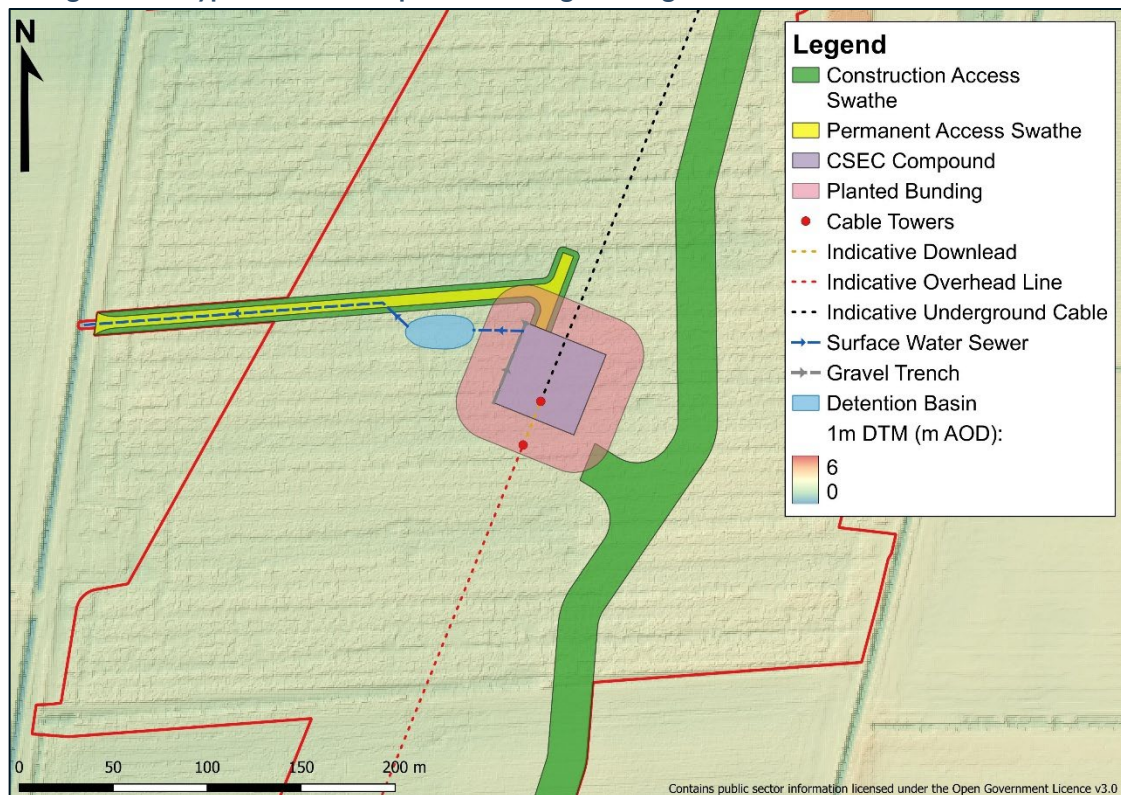 N
Legend
Construction Access
Swathe
Permanent Access Swathe
CSEC Compound
Planted Bunding
Cable Towers
Indicative Downlead
Indicative Overhead Line
Indicative Underground Cable
Surface Water Sewer
Gravel Trench
Detention Basin
1m DTM (m AOD):
6
0
0 50 100 150 200 m
Contains public sector information licensed under the Open Government Licence v3.0